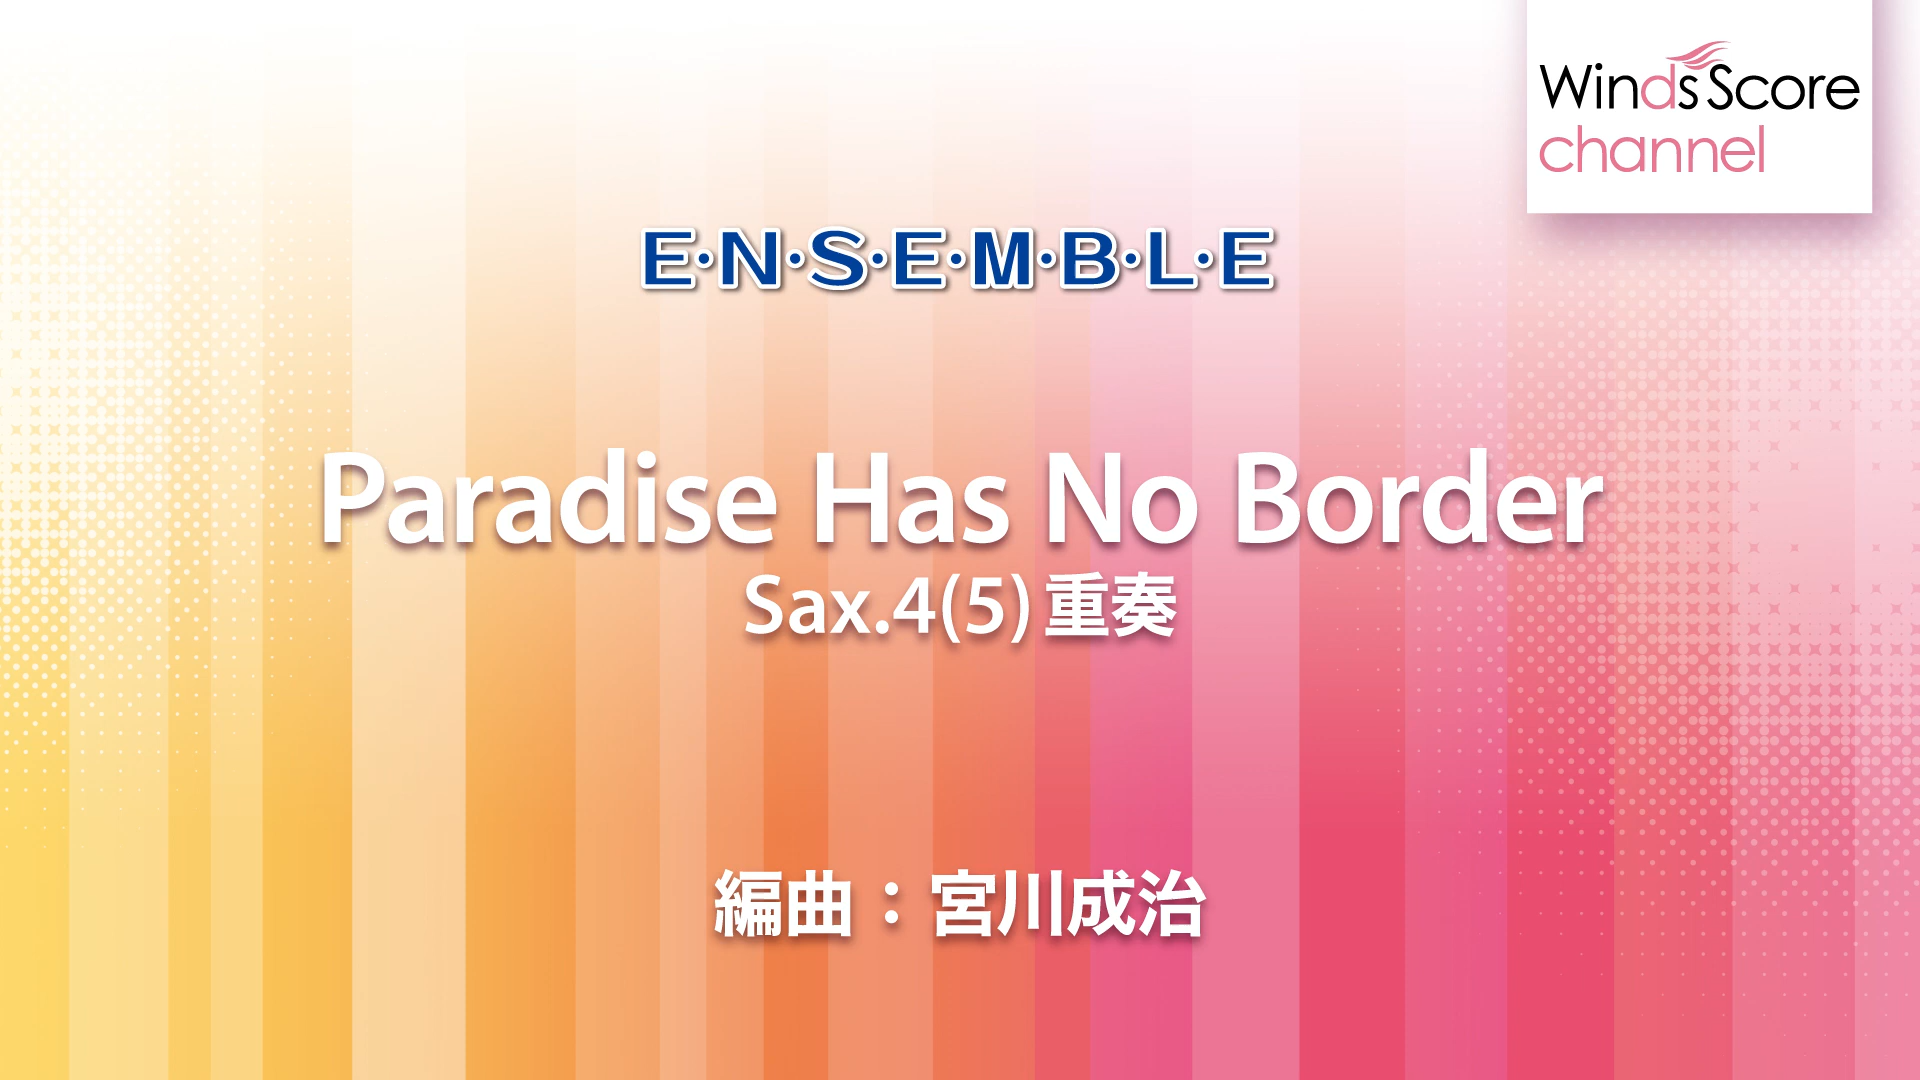 WindsScore
channel
E·N·S·E·M·B·L·E
Paradise Has No Border
Sax.4(5)重奏
編曲：宮川成治